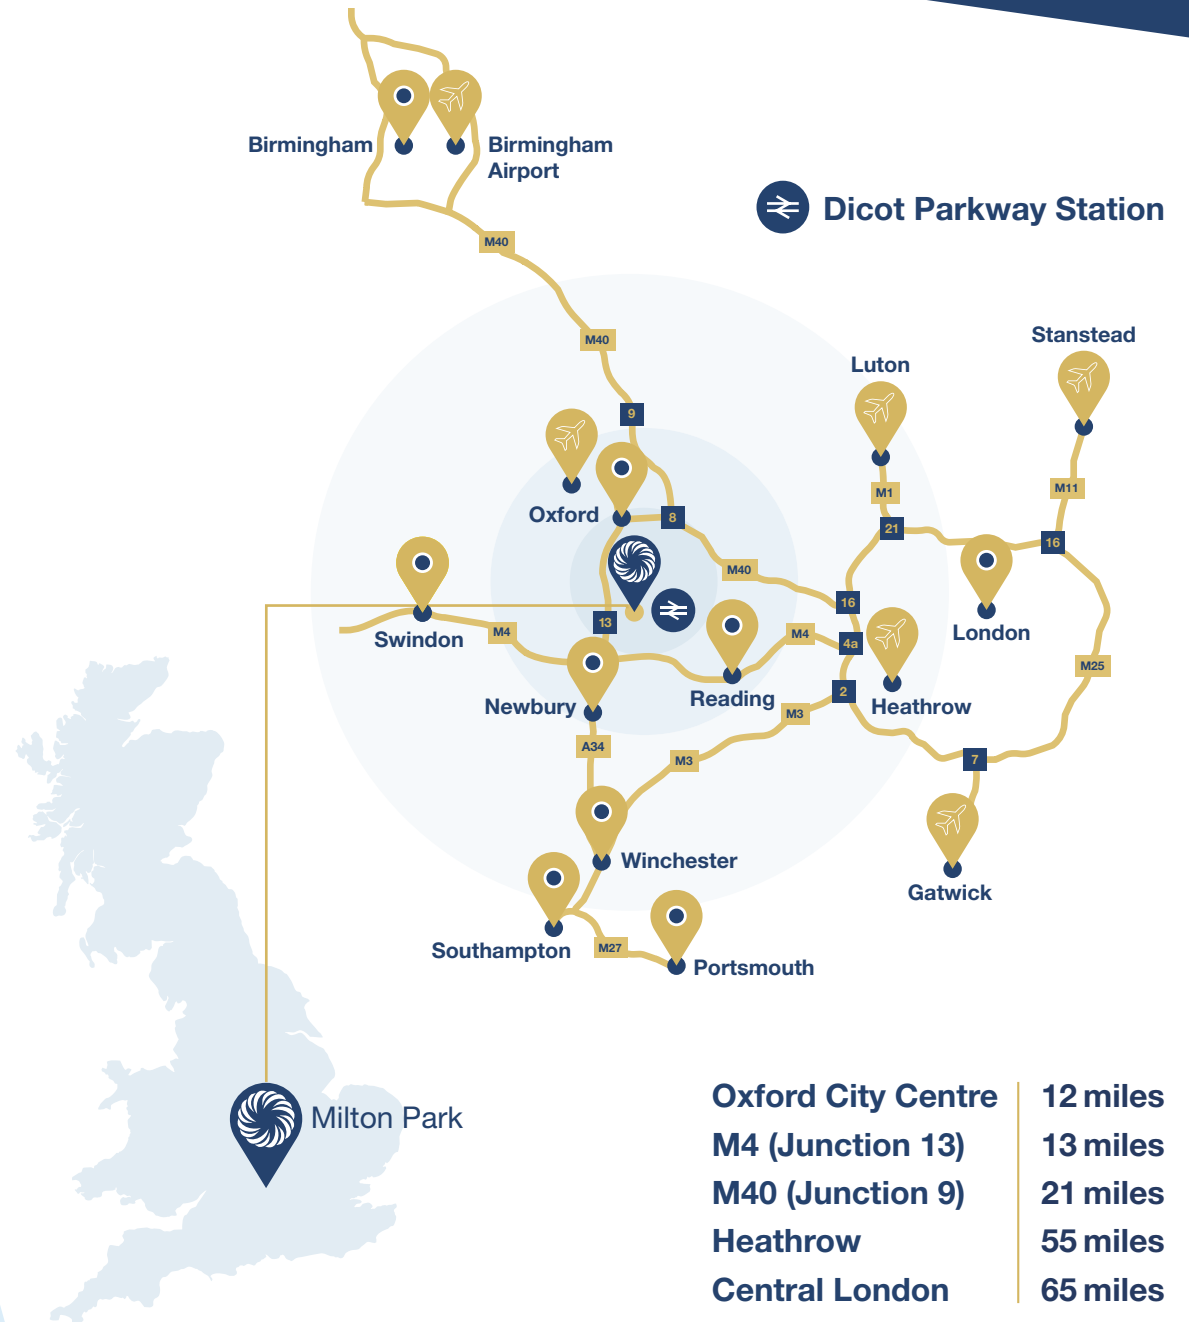 Birmingham
Birmingham
Airport
Dicot Parkway Station
M40
M40
Stanstead
Luton
9
M1
M11
Oxford
8
21
16
M40
16
London
13
Swindon
M4
M4
4a
M25
Reading
2
Heathrow
Newbury
M3
A34
M3
7
Winchester
Gatwick
Southampton
M27
Portsmouth
Milton Park
Oxford City Centre 12 miles
M4 (Junction 13) 13 miles
M40 (Junction 9) 21 miles
Heathrow 55 miles
Central London 65 miles